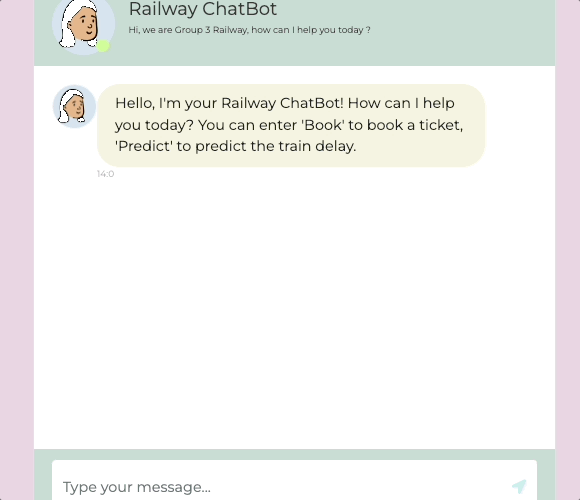 Railway ChatBot
Hi, we are Group 3 Railway, how can I help you today ?
Hello, I'm your Railway ChatBot! How can I help
you today? You can enter 'Book' to book a ticket,
'Predict' to predict the train delay.
14:0
Type your message...